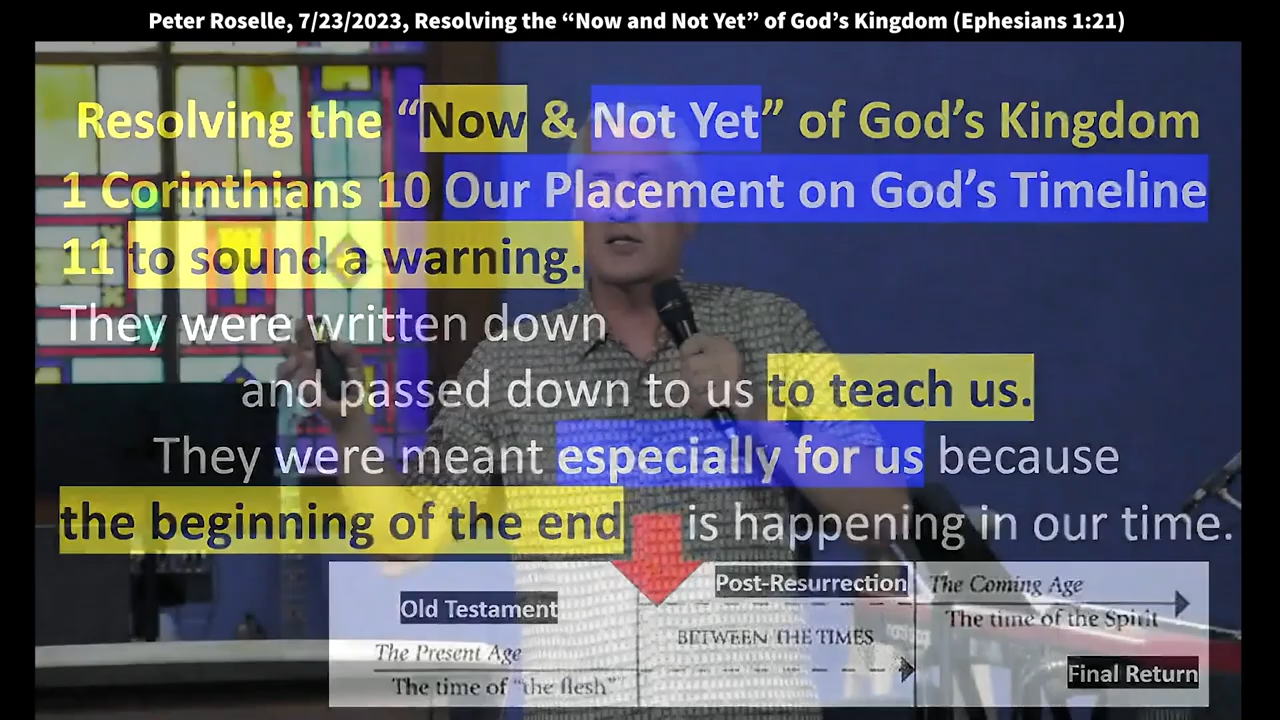 Peter Roselle, 7/23/2023, Resolving the “Now and Not Yet” of God’s Kingdom (Ephesians 1:21)
Resolving the “Now & Not Yet” of God’s Kingdom
1 Corinthians 10 Our Placement on God’s Timeline
11 to sound a warning.
They were written down
and passed down to us to teach us.
They were meant especially for us because
the beginning of the end is happening in our time.
Old Testament
Post-Resurrection
The Coming Age
The time of the Spirit
BETWEEN THE TIMES
The Present Age
The time of “the flesh”
Final Return